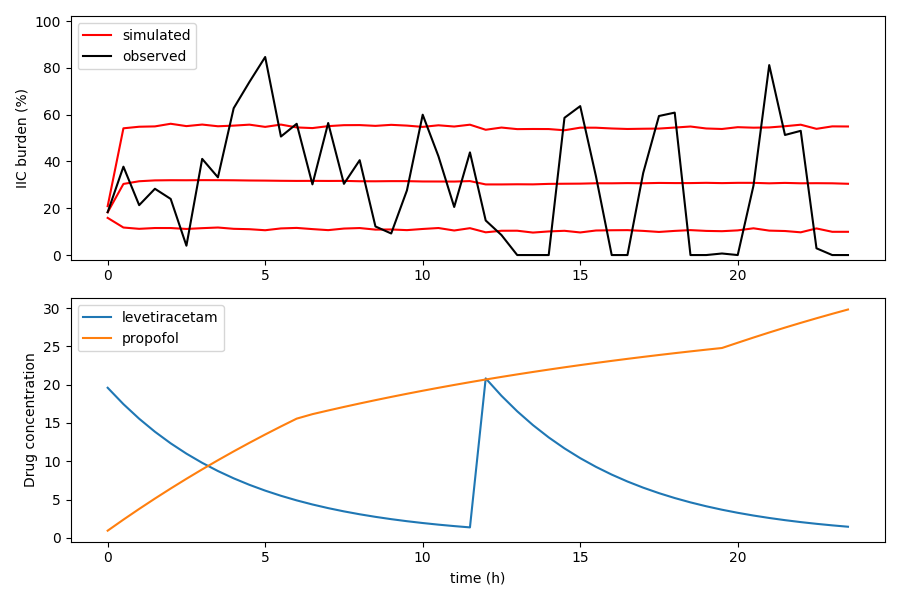 IIC burden (%)
100
80
60
40
20
0
simulated
observed
0 5 10 15 20
Drug concentration
30
25
20
15
10
5
0
levetiracetam
propofol
0 5 10 15 20
time (h)